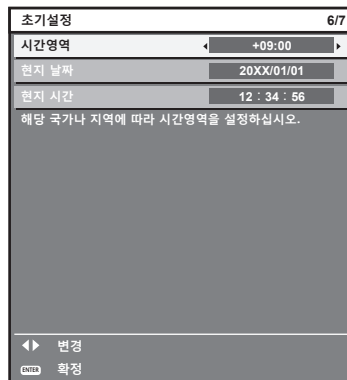 초기설정 6/7
시간영역 +09:00
현지 날짜 20XX/01/01
현지 시간 12 : 34 : 56
해당 국가나 지역에 따라 시간영역을 설정하십시오.
변경
ENTER 확정